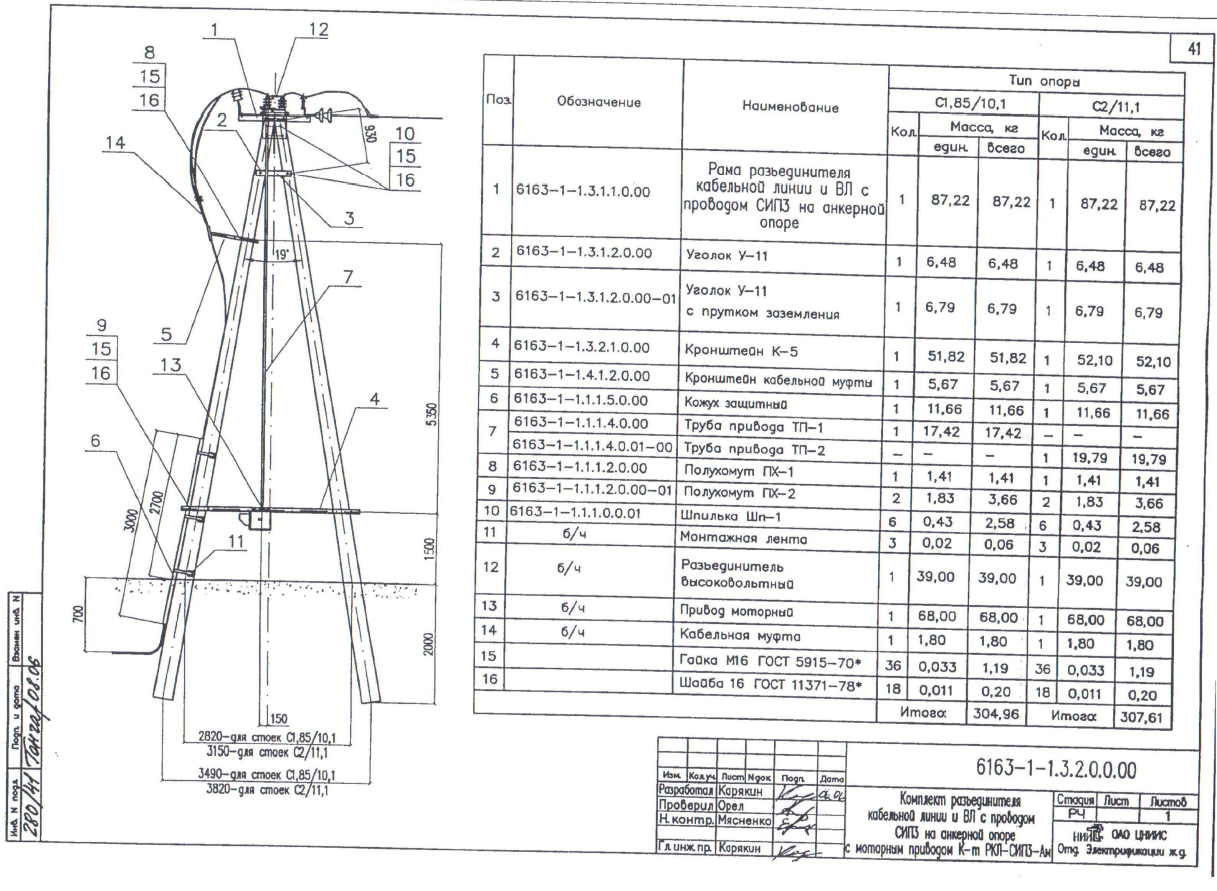 41
1
12
8
15
16
14
2
930
10
15
16
3
19°
7
5
9
15
16
13
4
5350
6
2700
3000
11
1500
700
2000
150
2820-для стоек С1,85/10,1
3150-для стоек С2/11,1
3490-для стоек С1,85/10,1
3820-для стоек С2/11,1
Поз. Обозначение Наименование Тип опоры
С1,85/10,1 С2/11,1
Кол. Масса, кг Кол. Масса, кг
един. всего един. всего
1 6163-1-1.3.1.1.0.00 Рама разъединителя кабельной линии и ВЛ с проводом СИП3 на анкерной опоре 1 87,22 87,22 1 87,22 87,22
2 6163-1-1.3.1.2.0.00 Уголок У-11 1 6,48 6,48 1 6,48 6,48
3 6163-1-1.3.1.2.0.00-01 Уголок У-11 с прутком заземления 1 6,79 6,79 1 6,79 6,79
4 6163-1-1.3.2.1.0.00 Кронштейн К-5 1 51,82 51,82 1 52,10 52,10
5 6163-1-1.4.1.2.0.00 Кронштейн кабельной муфты 1 5,67 5,67 1 5,67 5,67
6 6163-1-1.1.1.5.0.00 Кожух защитный 1 11,66 11,66 1 11,66 11,66
7 6163-1-1.1.1.4.0.00 Труба привода ТП-1 1 17,42 17,42 – – –
6163-1-1.1.1.4.0.01-00 Труба привода ТП-2 – – – 1 19,79 19,79
8 6163-1-1.1.1.2.0.00 Полухомут ПХ-1 1 1,41 1,41 1 1,41 1,41
9 6163-1-1.1.1.2.0.00-01 Полухомут ПХ-2 2 1,83 3,66 2 1,83 3,66
10 6163-1-1.1.1.0.0.01 Шпилька Шп-1 6 0,43 2,58 6 0,43 2,58
11 б/ч Монтажная лента 3 0,02 0,06 3 0,02 0,06
12 б/ч Разъединитель высоковольтный 1 39,00 39,00 1 39,00 39,00
13 б/ч Привод моторный 1 68,00 68,00 1 68,00 68,00
14 б/ч Кабельная муфта 1 1,80 1,80 1 1,80 1,80
15 Гайка М16 ГОСТ 5915-70* 36 0,033 1,19 36 0,033 1,19
16 Шайба 16 ГОСТ 11371-78* 18 0,011 0,20 18 0,011 0,20
Итого: 304,96 Итого: 307,61
6163-1-1.3.2.0.0.00
Изм. Кол.уч Лист №док Подп. Дата
Разработал Карякин
Проверил Орел
Н.контр. Мясненко
Гл.инж.пр. Карякин
Комплект разъединителя
кабельной линии и ВЛ с проводом
СИП3 на анкерной опоре
с моторным приводом К-т РКЛ-СИП3-Ам
Стадия Лист Листов
РЧ 1
ОАО ЦНИИС
Отд. Электрификации ж.д.
Взамен инв. N
Подп. и дата
08.06
Инв. N подл.
280/41